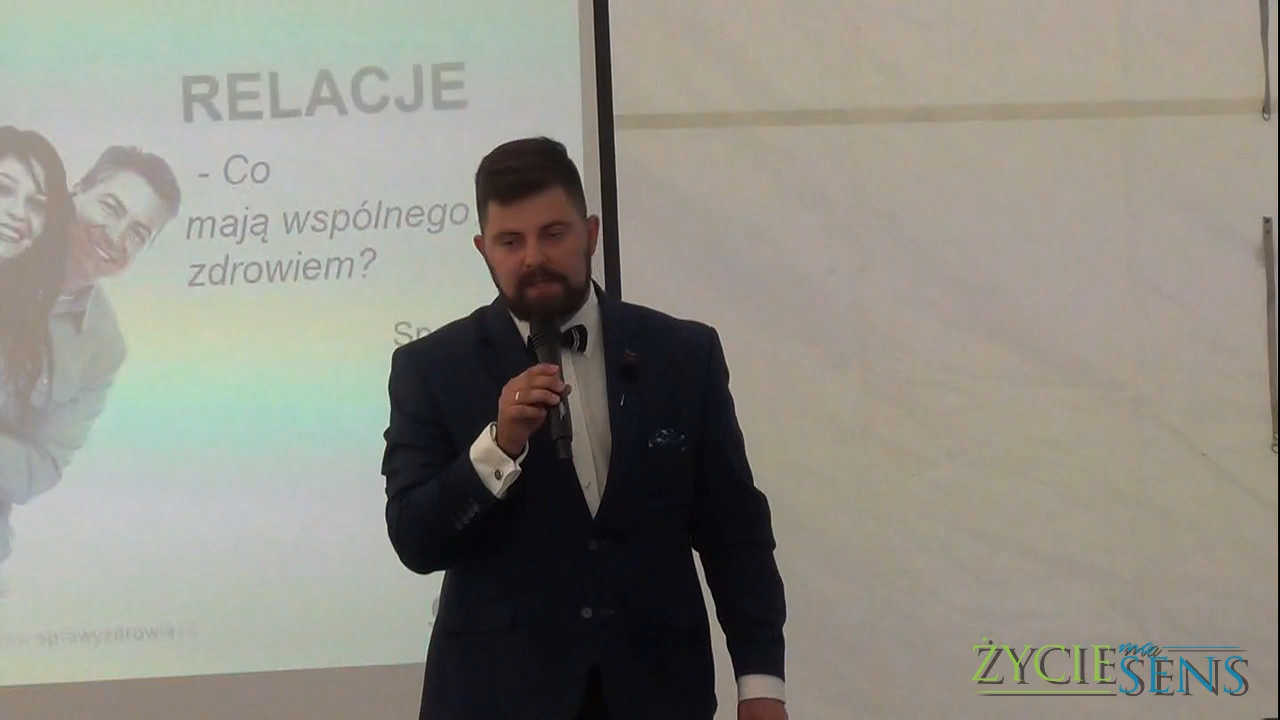 RELACJE
- Co
mają wspólnego
zdrowiem?
ŻYCIE ma SENS